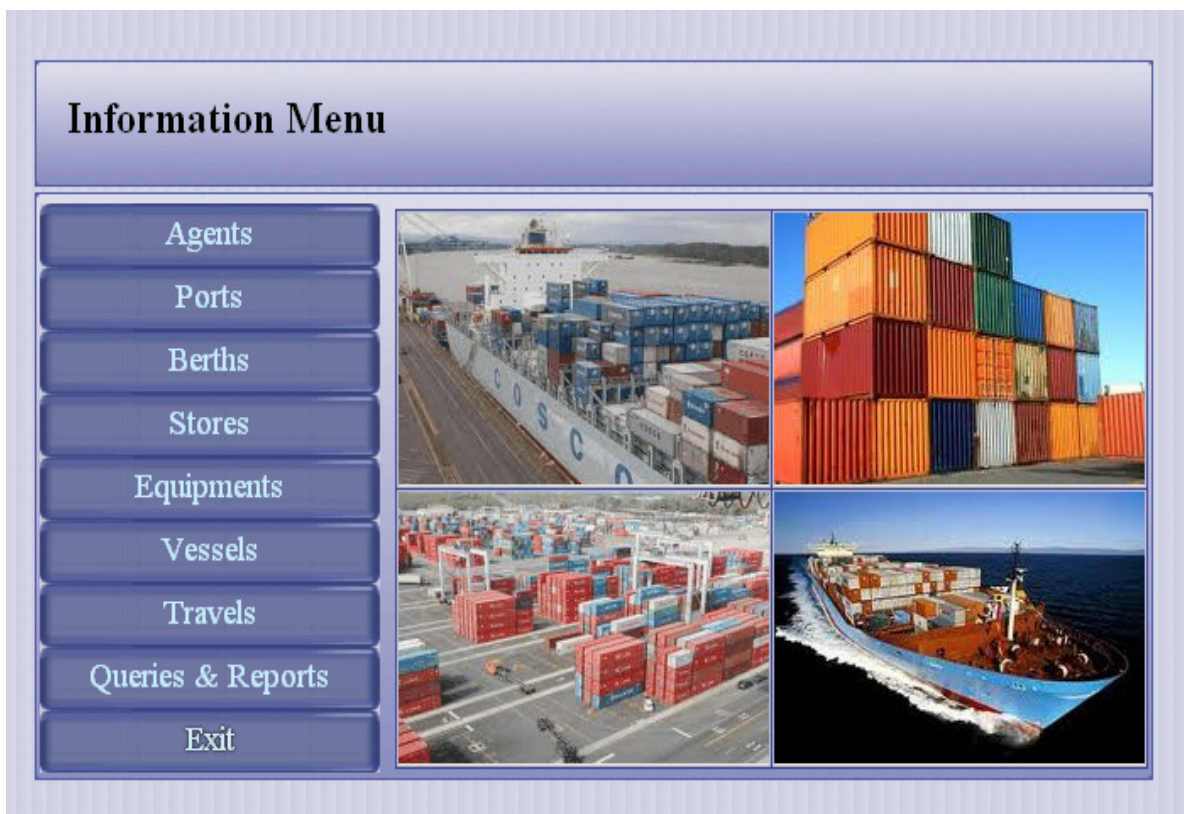 Information Menu
Agents
Ports
Berths
Stores
Equipments
Vessels
Travels
Queries & Reports
Exit
C O S C O